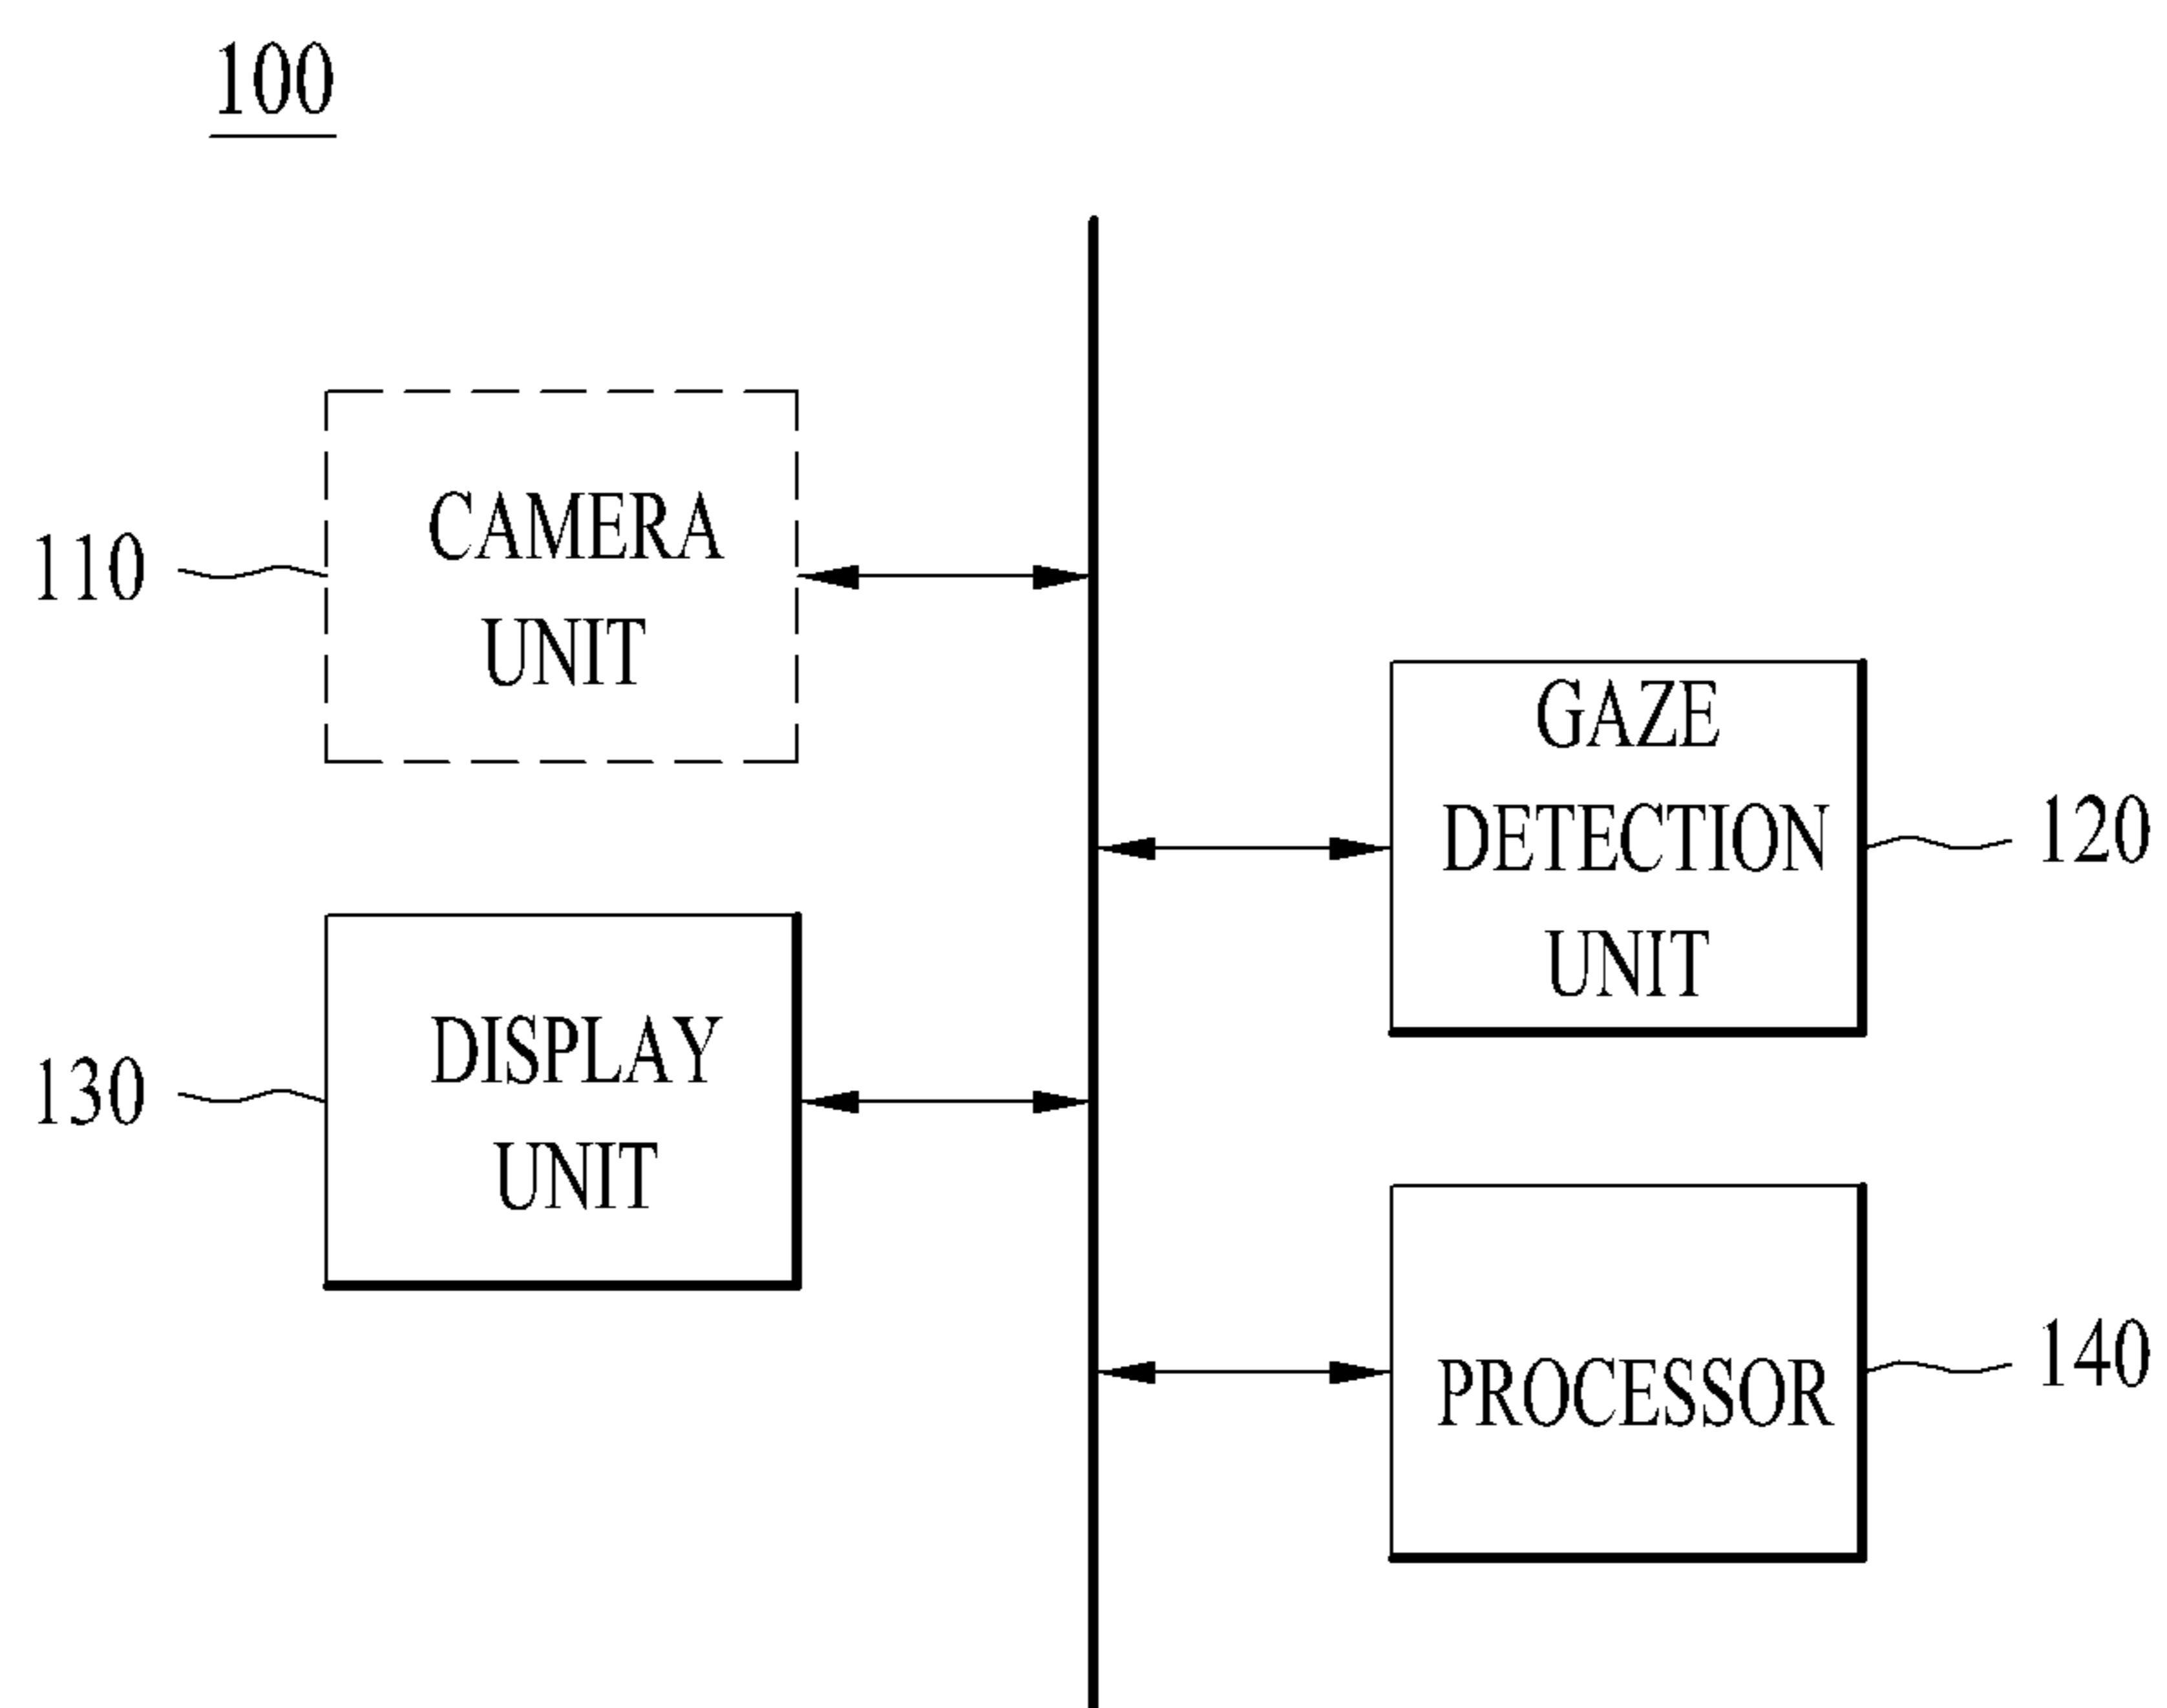 100
110
CAMERA
UNIT
GAZE
DETECTION
UNIT
120
130
DISPLAY
UNIT
PROCESSOR
140